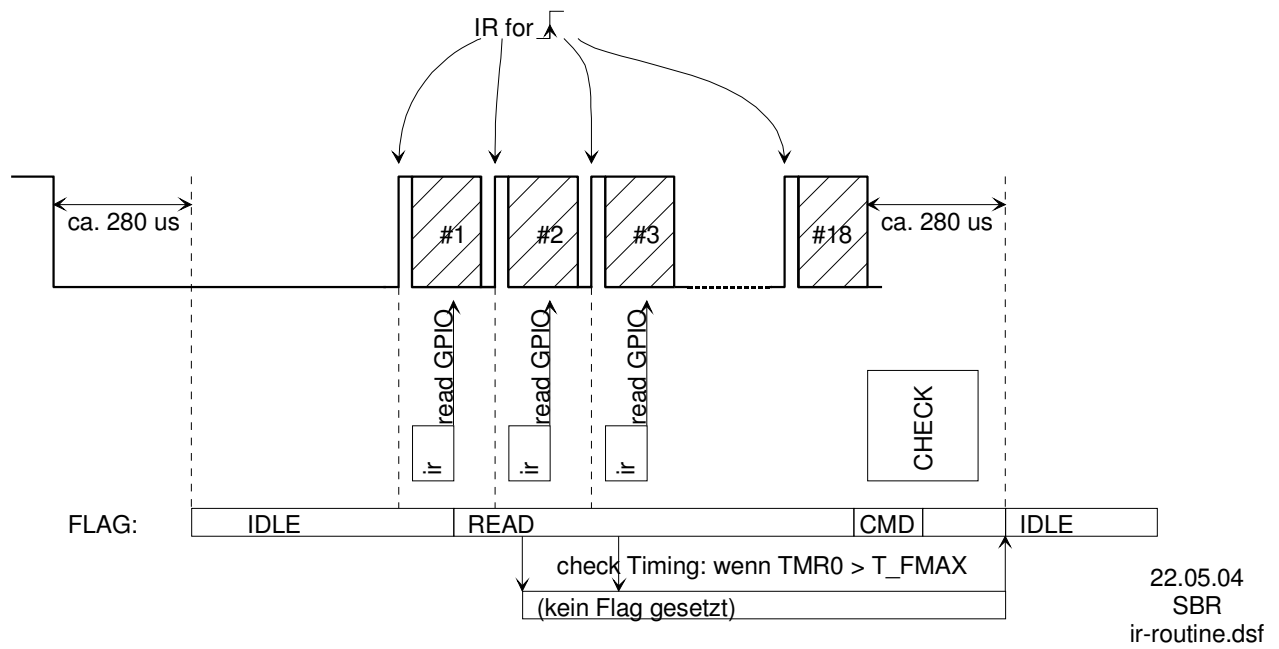 IR for
ca. 280 us
#1
#2
#3
#18
ca. 280 us
read GPIO
read GPIO
read GPIO
ir
ir
ir
CHECK
FLAG:
IDLE
READ
CMD
IDLE
check Timing: wenn TMR0 > T_FMAX
(kein Flag gesetzt)
22.05.04
SBR
ir-routine.dsf